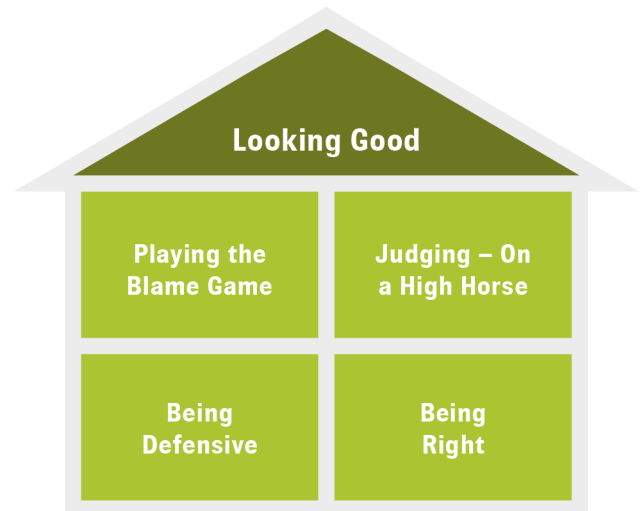 Looking Good
Playing the
Blame Game
Judging – On
a High Horse
Being
Defensive
Being
Right